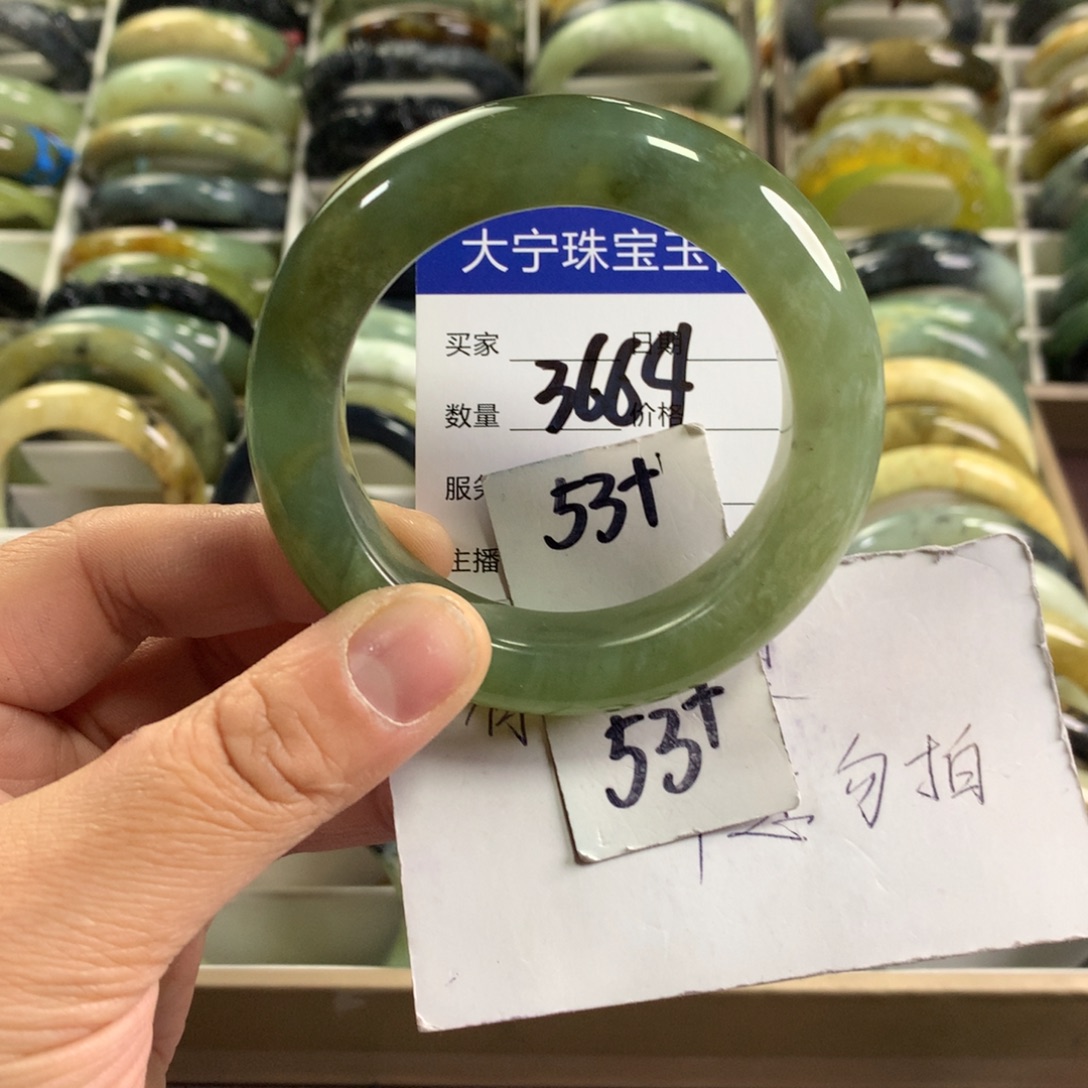 大宁珠宝玉
买家 日期
3664
数量 价格
服务
53+
主播
53+
勿拍